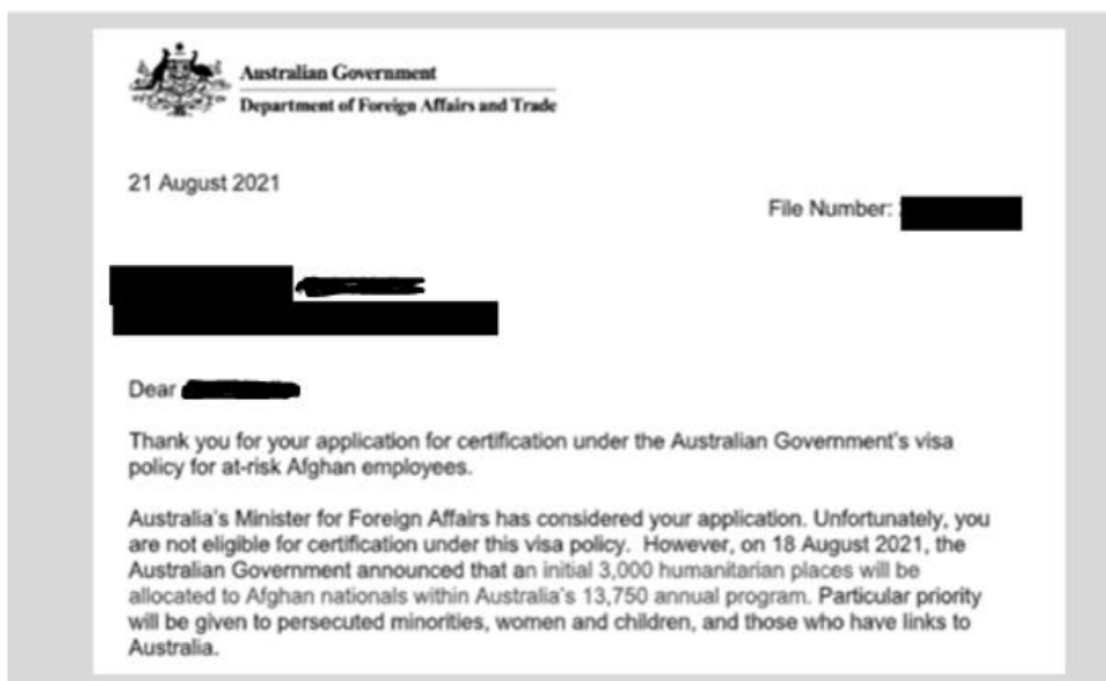 Australian Government
Department of Foreign Affairs and Trade
21 August 2021
File Number:
Dear
Thank you for your application for certification under the Australian Government's visa
policy for at-risk Afghan employees.
Australia's Minister for Foreign Affairs has considered your application. Unfortunately, you
are not eligible for certification under this visa policy. However, on 18 August 2021, the
Australian Government announced that an initial 3,000 humanitarian places will be
allocated to Afghan nationals within Australia's 13,750 annual program. Particular priority
will be given to persecuted minorities, women and children, and those who have links to
Australia.